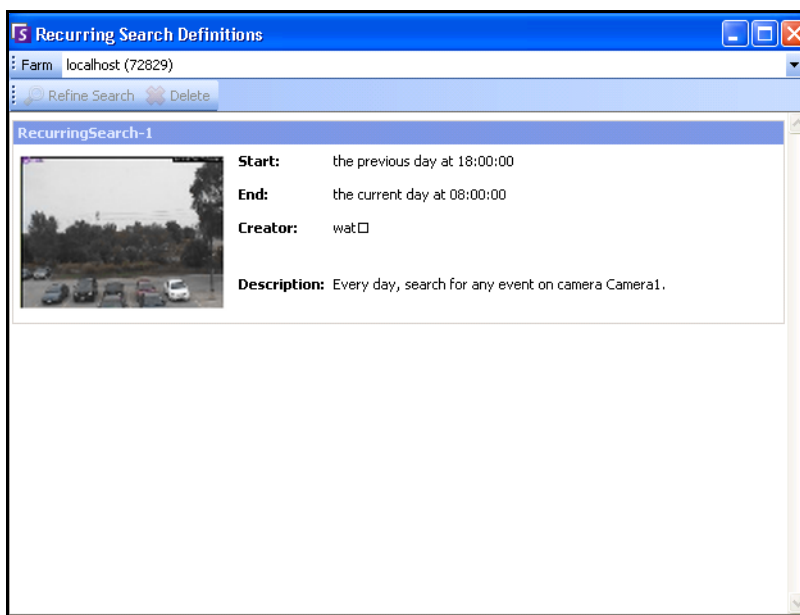 Recurring Search Definitions
Farm localhost (72829)
Refine Search Delete
RecurringSearch-1
Start: the previous day at 18:00:00
End: the current day at 08:00:00
Creator: wat□
Description: Every day, search for any event on camera Camera1.